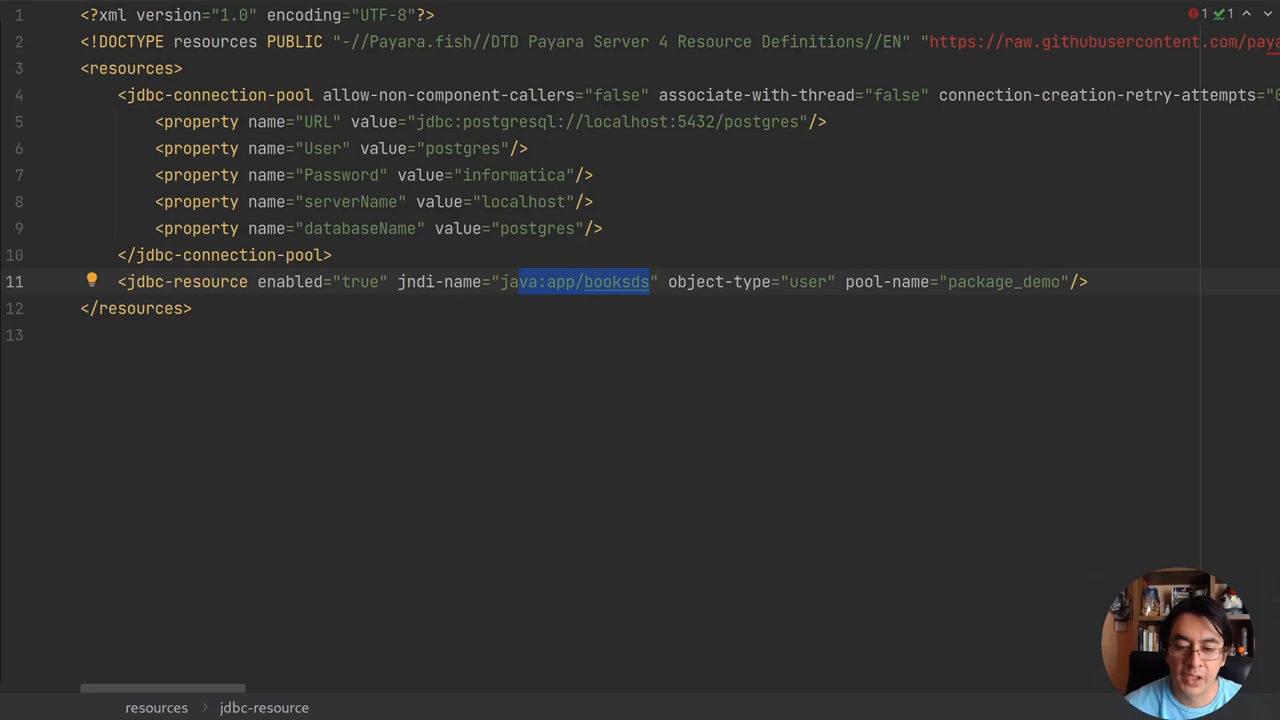 1 <?xml version="1.0" encoding="UTF-8"?>
2 <!DOCTYPE resources PUBLIC "-//Payara.fish//DTD Payara Server 4 Resource Definitions//EN" "https://raw.githubusercontent.com/paya
3 <resources>
4 <jdbc-connection-pool allow-non-component-callers="false" associate-with-thread="false" connection-creation-retry-attempts="0
5 <property name="URL" value="jdbc:postgresql://localhost:5432/postgres"/>
6 <property name="User" value="postgres"/>
7 <property name="Password" value="informatica"/>
8 <property name="serverName" value="localhost"/>
9 <property name="databaseName" value="postgres"/>
10 </jdbc-connection-pool>
11 <jdbc-resource enabled="true" jndi-name="java:app/booksds" object-type="user" pool-name="package_demo"/>
12 </resources>
13
1 1
resources > jdbc-resource